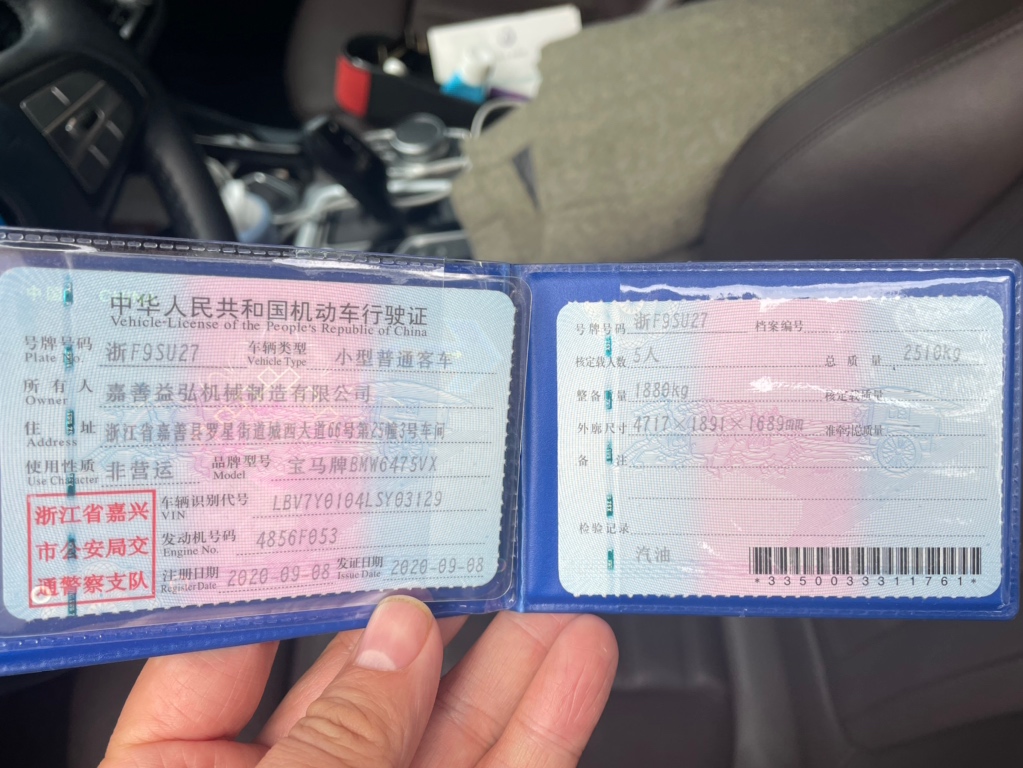 中华人民共和国机动车行驶证
Vehicle-License of the People's Republic of China
号牌号码 浙F9SU27 车辆类型 小型普通客车
Plate No. Vehicle Type
所有人 嘉善益弘机械制造有限公司
Owner
住址 浙江省嘉善县罗星街道城西大道66号第25幢3号车间
Address
使用性质 非营运 品牌型号 宝马牌BMW6475VX
Use Character Model
浙江省嘉兴
市公安局交
通警察支队
车辆识别代号 LBV7Y0104LSY03129
VIN
发动机号码 4856F053
Engine No.
注册日期 2020-09-08 发证日期 2020-09-08
Register Date Issue Date
号牌号码 浙F9SU27 档案编号
核定载人数 5人 总质量 2510kg
整备质量 1880kg 核定载质量
外廓尺寸 4717×1891×1689mm 准牵引总质量
备注
检验记录
汽油
*3350033311761*